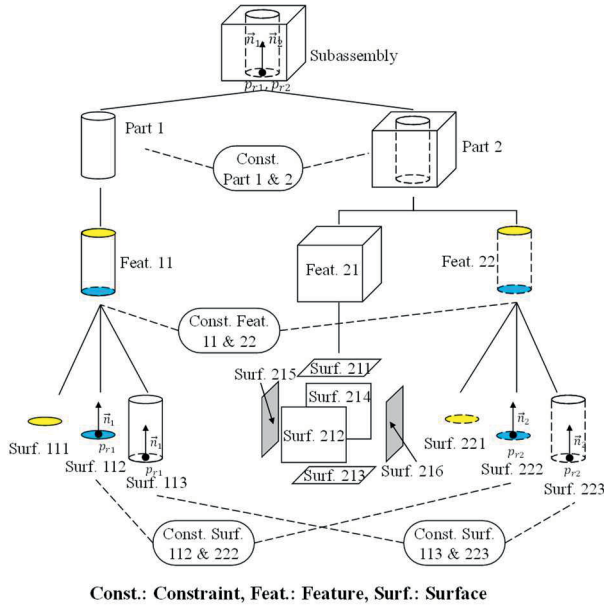 n⃗₁ n⃗₂
Subassembly
pᵣ₁, pᵣ₂
Part 1
Part 2
Const.
Part 1 & 2
Feat. 11
Feat. 21
Feat. 22
Const. Feat.
11 & 22
Surf. 211
Surf. 215
Surf. 214
Surf. 212
Surf. 213
Surf. 216
n⃗₁
n⃗₁
pᵣ₁
pᵣ₁
Surf. 111
Surf. 112
Surf. 113
n⃗₂
pᵣ₂
pᵣ₂
Surf. 221
Surf. 222
Surf. 223
Const. Surf.
112 & 222
Const. Surf.
113 & 223
Const.: Constraint, Feat.: Feature, Surf.: Surface